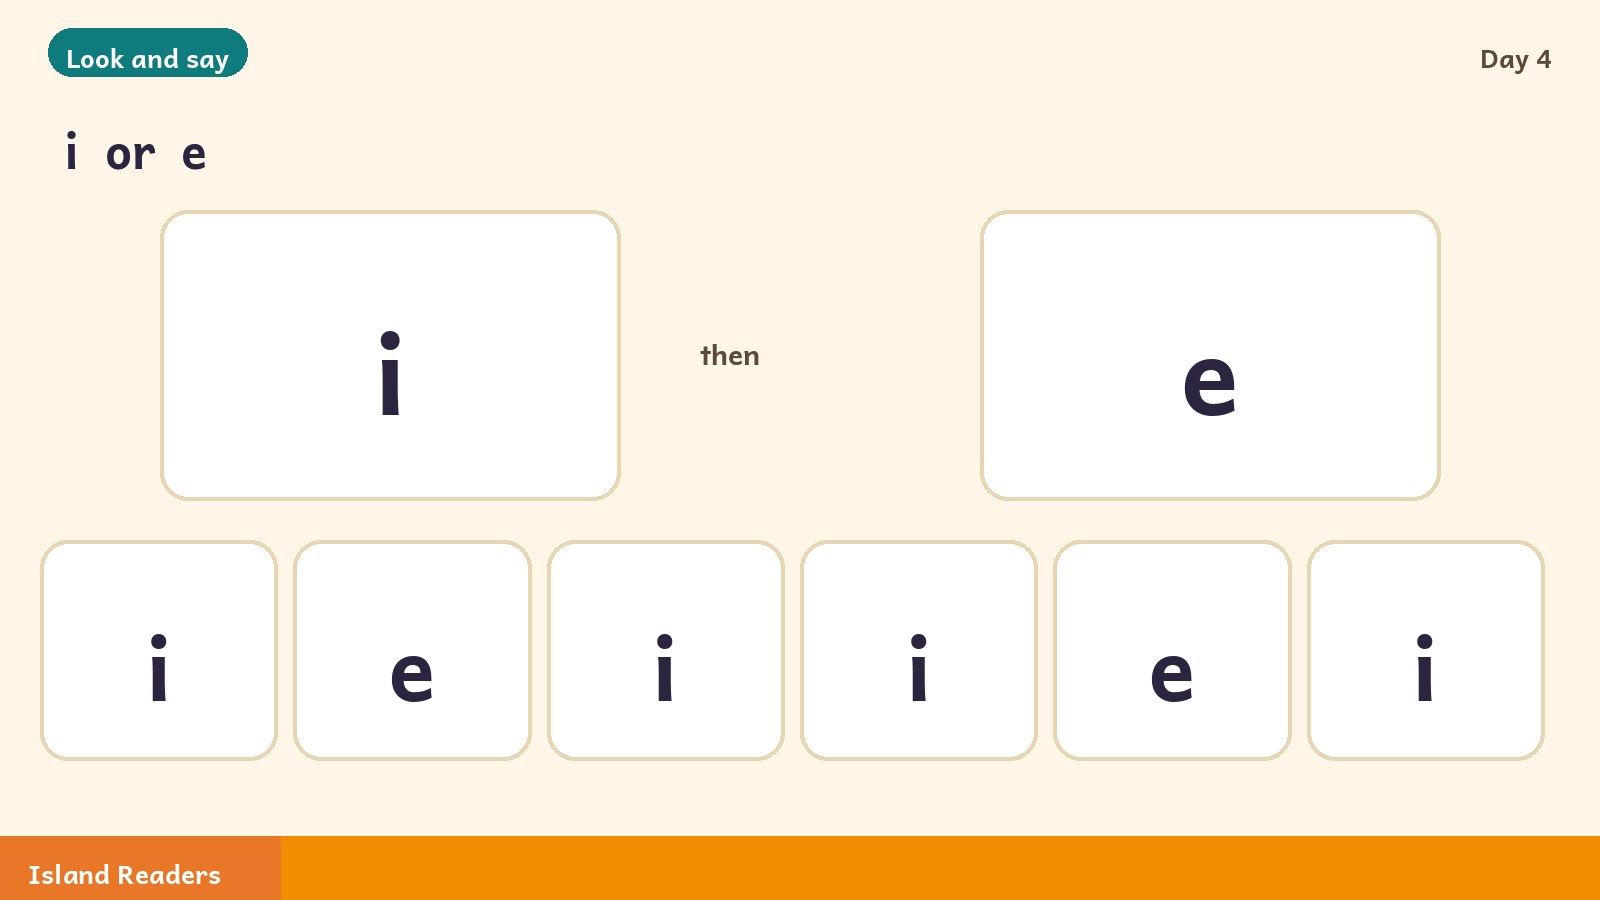 Look and say
Day 4
i or e
i then e
i e i i e i
Island Readers